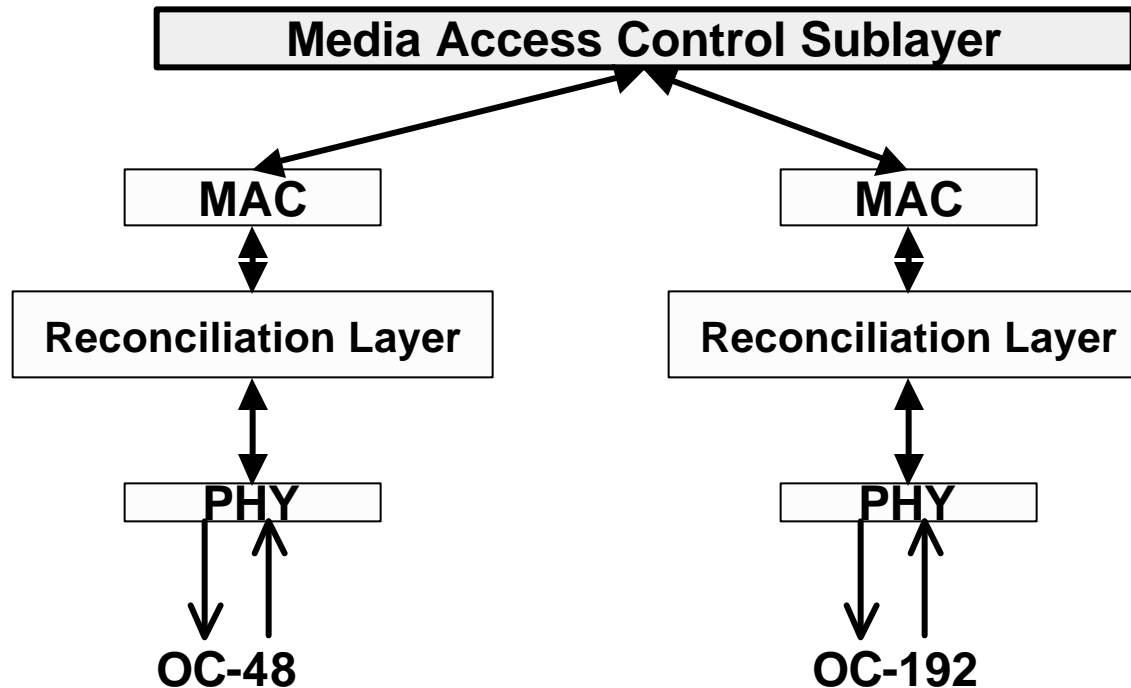 Media Access Control Sublayer
MAC
MAC
Reconciliation Layer
Reconciliation Layer
PHY
PHY
OC-48
OC-192